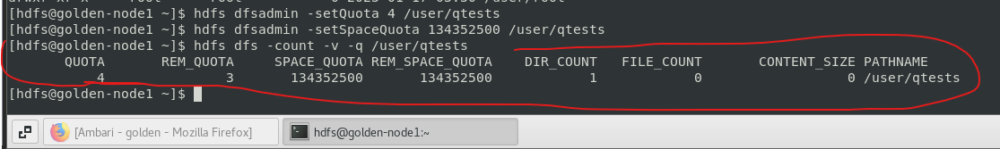 [hdfs@golden-node1 ~]$ hdfs dfsadmin -setQuota 4 /user/qtests
[hdfs@golden-node1 ~]$ hdfs dfsadmin -setSpaceQuota 134352500 /user/qtests
[hdfs@golden-node1 ~]$ hdfs dfs -count -v -q /user/qtests
QUOTA REM_QUOTA SPACE_QUOTA REM_SPACE_QUOTA DIR_COUNT FILE_COUNT CONTENT_SIZE PATHNAME
4 3 134352500 134352500 1 0 0 /user/qtests
[hdfs@golden-node1 ~]$
[Ambari - golden - Mozilla Firefox] hdfs@golden-node1:~